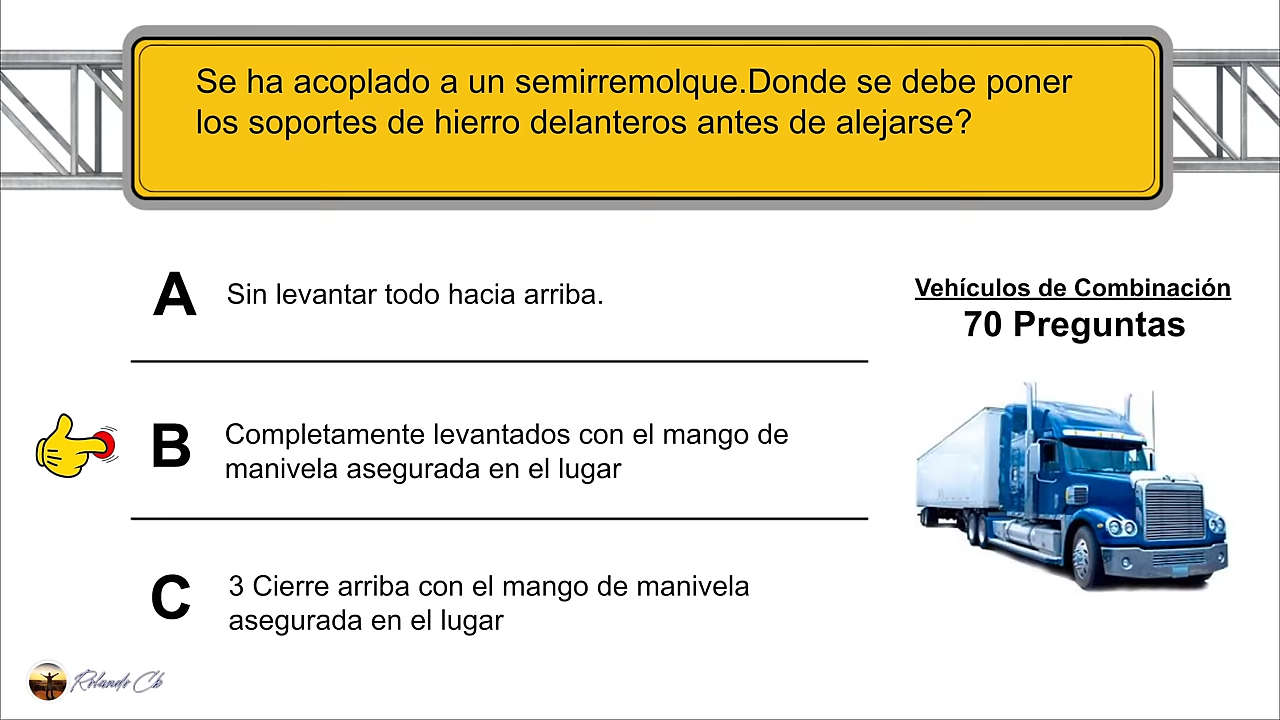 Se ha acoplado a un semirremolque.Donde se debe poner
los soportes de hierro delanteros antes de alejarse?
A Sin levantar todo hacia arriba.
Vehículos de Combinación
70 Preguntas
B Completamente levantados con el mango de
manivela asegurada en el lugar
C 3 Cierre arriba con el mango de manivela
asegurada en el lugar
Rolando Cb